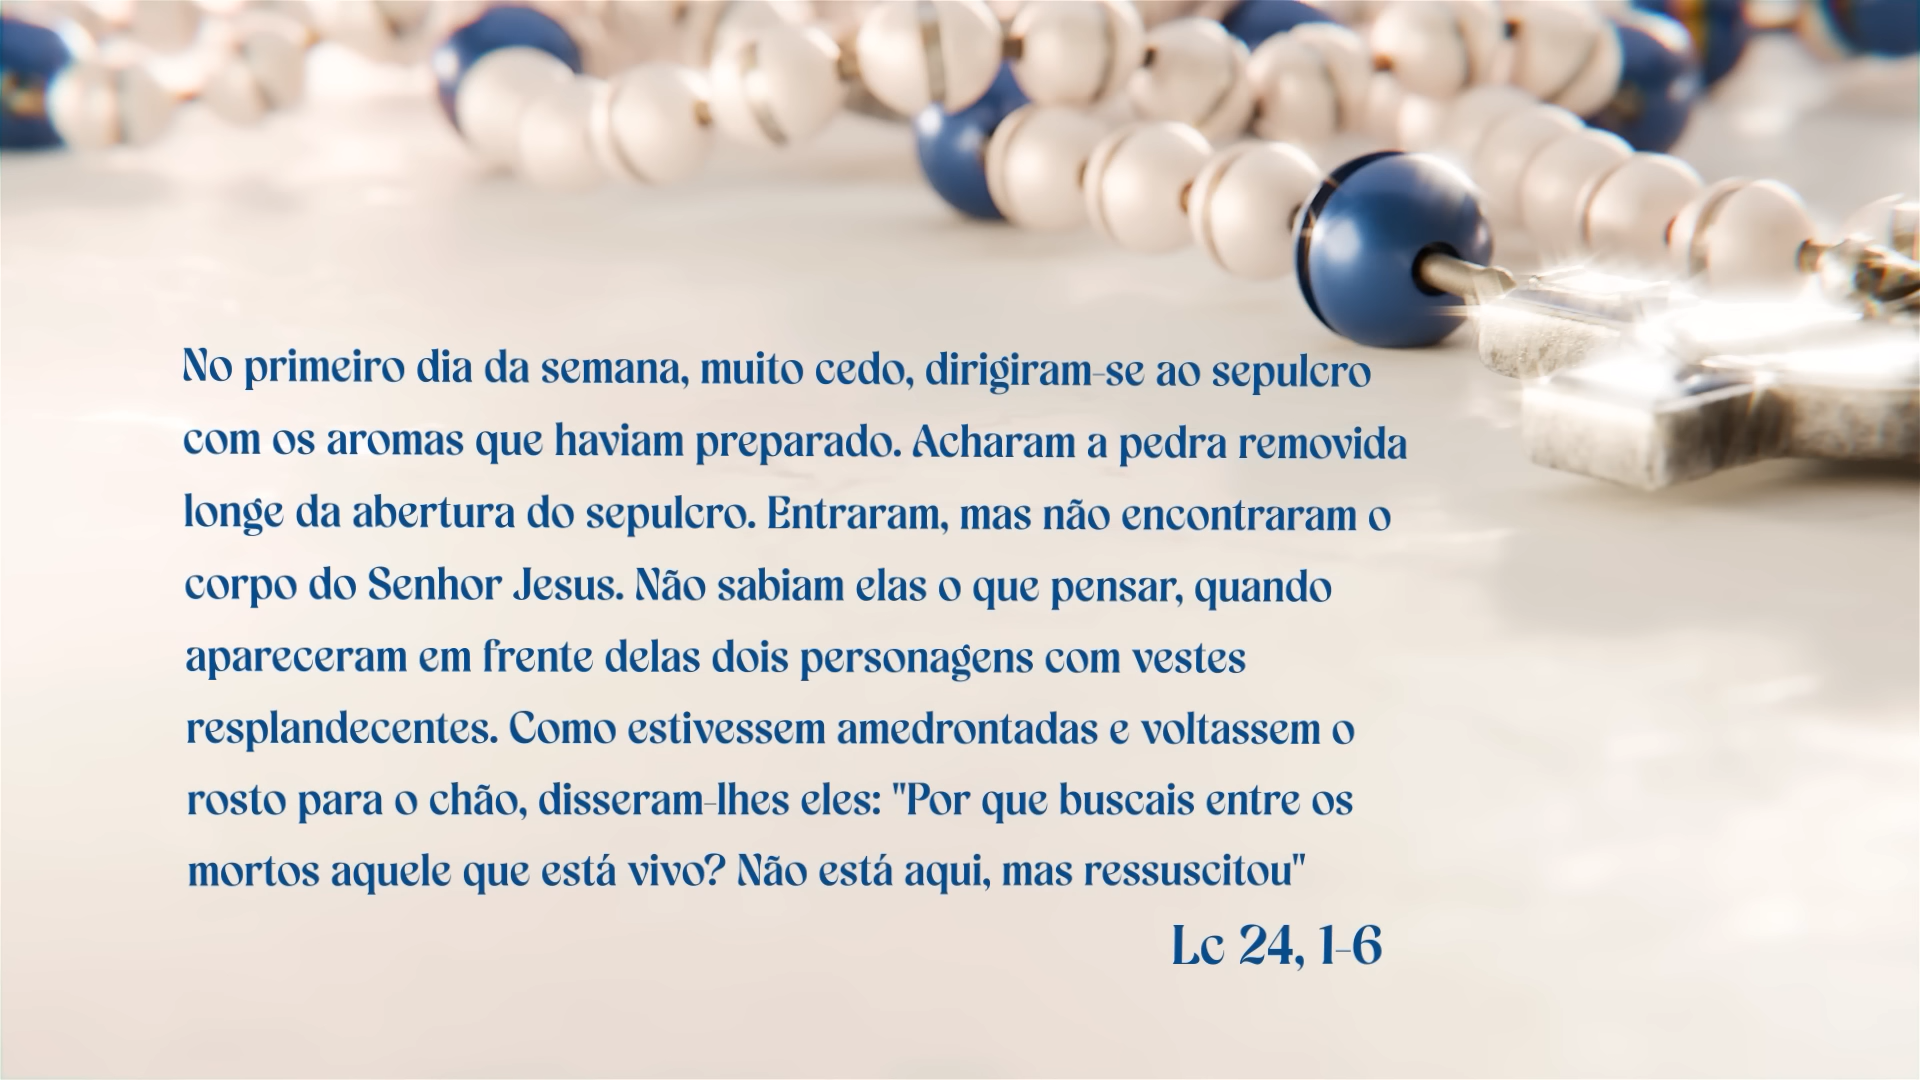 No primeiro dia da semana, muito cedo, dirigiram-se ao sepulcro
com os aromas que haviam preparado. Acharam a pedra removida
longe da abertura do sepulcro. Entraram, mas não encontraram o
corpo do Senhor Jesus. Não sabiam elas o que pensar, quando
apareceram em frente delas dois personagens com vestes
resplandecentes. Como estivessem amedrontadas e voltassem o
rosto para o chão, disseram-lhes eles: "Por que buscais entre os
mortos aquele que está vivo? Não está aqui, mas ressuscitou"
Lc 24, 1-6